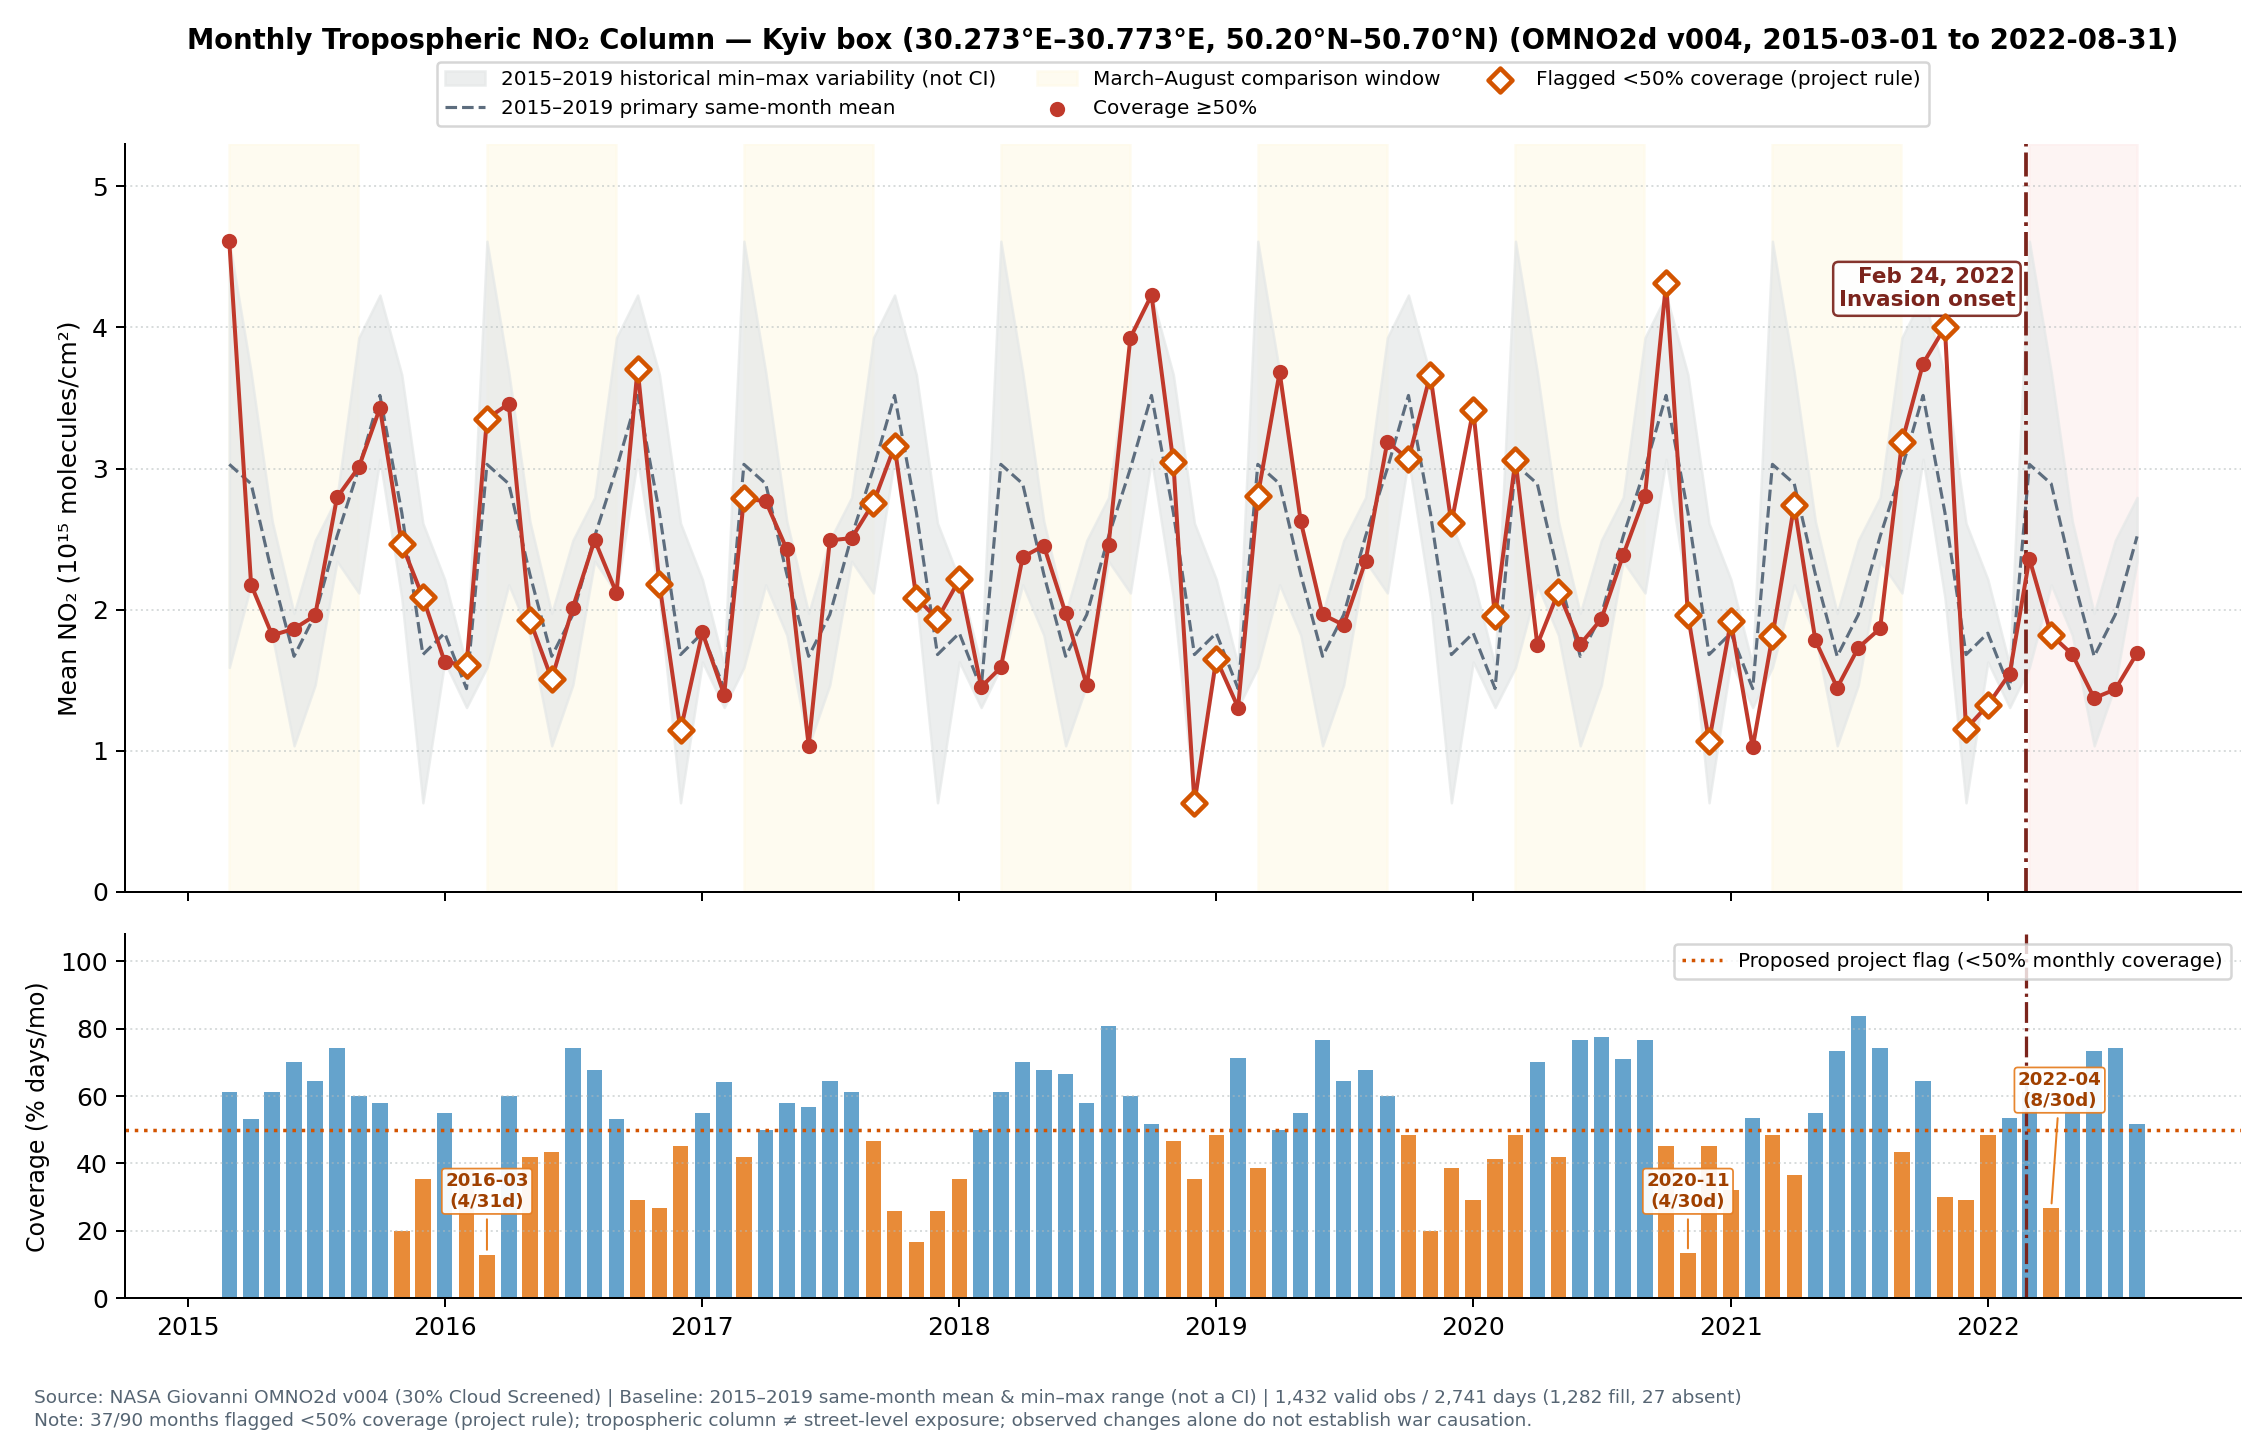 Monthly Tropospheric NO₂ Column — Kyiv box (30.273°E–30.773°E, 50.20°N–50.70°N) (OMNO2d v004, 2015-03-01 to 2022-08-31)
2015–2019 historical min–max variability (not CI)
2015–2019 primary same-month mean
March–August comparison window
Coverage ≥50%
Flagged <50% coverage (project rule)
Mean NO₂ (10¹⁵ molecules/cm²)
5
4
3
2
1
0
Feb 24, 2022
Invasion onset
Coverage (% days/mo)
100
80
60
40
20
0
Proposed project flag (<50% monthly coverage)
2016-03
(4/31d)
2020-11
(4/30d)
2022-04
(8/30d)
2015
2016
2017
2018
2019
2020
2021
2022
Source: NASA Giovanni OMNO2d v004 (30% Cloud Screened) | Baseline: 2015–2019 same-month mean & min–max range (not a CI) | 1,432 valid obs / 2,741 days (1,282 fill, 27 absent)
Note: 37/90 months flagged <50% coverage (project rule); tropospheric column ≠ street-level exposure; observed changes alone do not establish war causation.